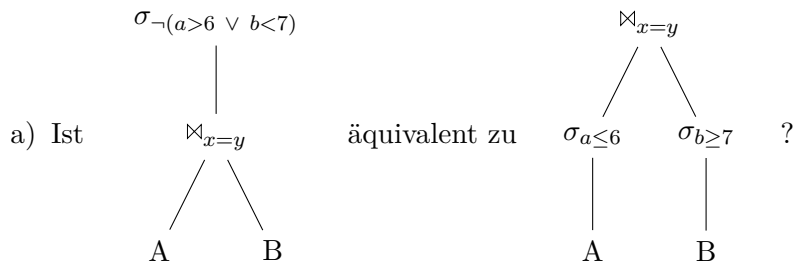 σ¬(a>6 ∨ b<7) ⋈x=y
a) Ist ⋈x=y äquivalent zu σa≤6 σb≥7 ?
A B A B